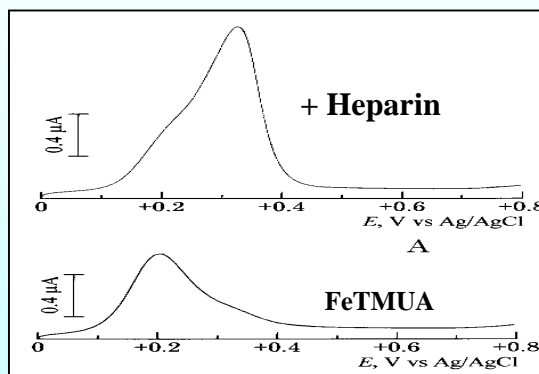 + Heparin
0.4 µA
0 +0.2 +0.4 +0.6 +0.8
E, V vs Ag/AgCl
A
FeTMUA
0.4 µA
0 +0.2 +0.4 +0.6 +0.8
E, V vs Ag/AgCl